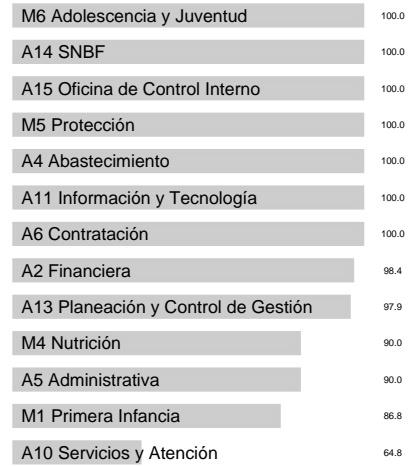 M6 Adolescencia y Juventud 100.0
A14 SNBF 100.0
A15 Oficina de Control Interno 100.0
M5 Protección 100.0
A4 Abastecimiento 100.0
A11 Información y Tecnología 100.0
A6 Contratación 100.0
A2 Financiera 98.4
A13 Planeación y Control de Gestión 97.9
M4 Nutrición 90.0
A5 Administrativa 90.0
M1 Primera Infancia 86.8
A10 Servicios y Atención 64.8